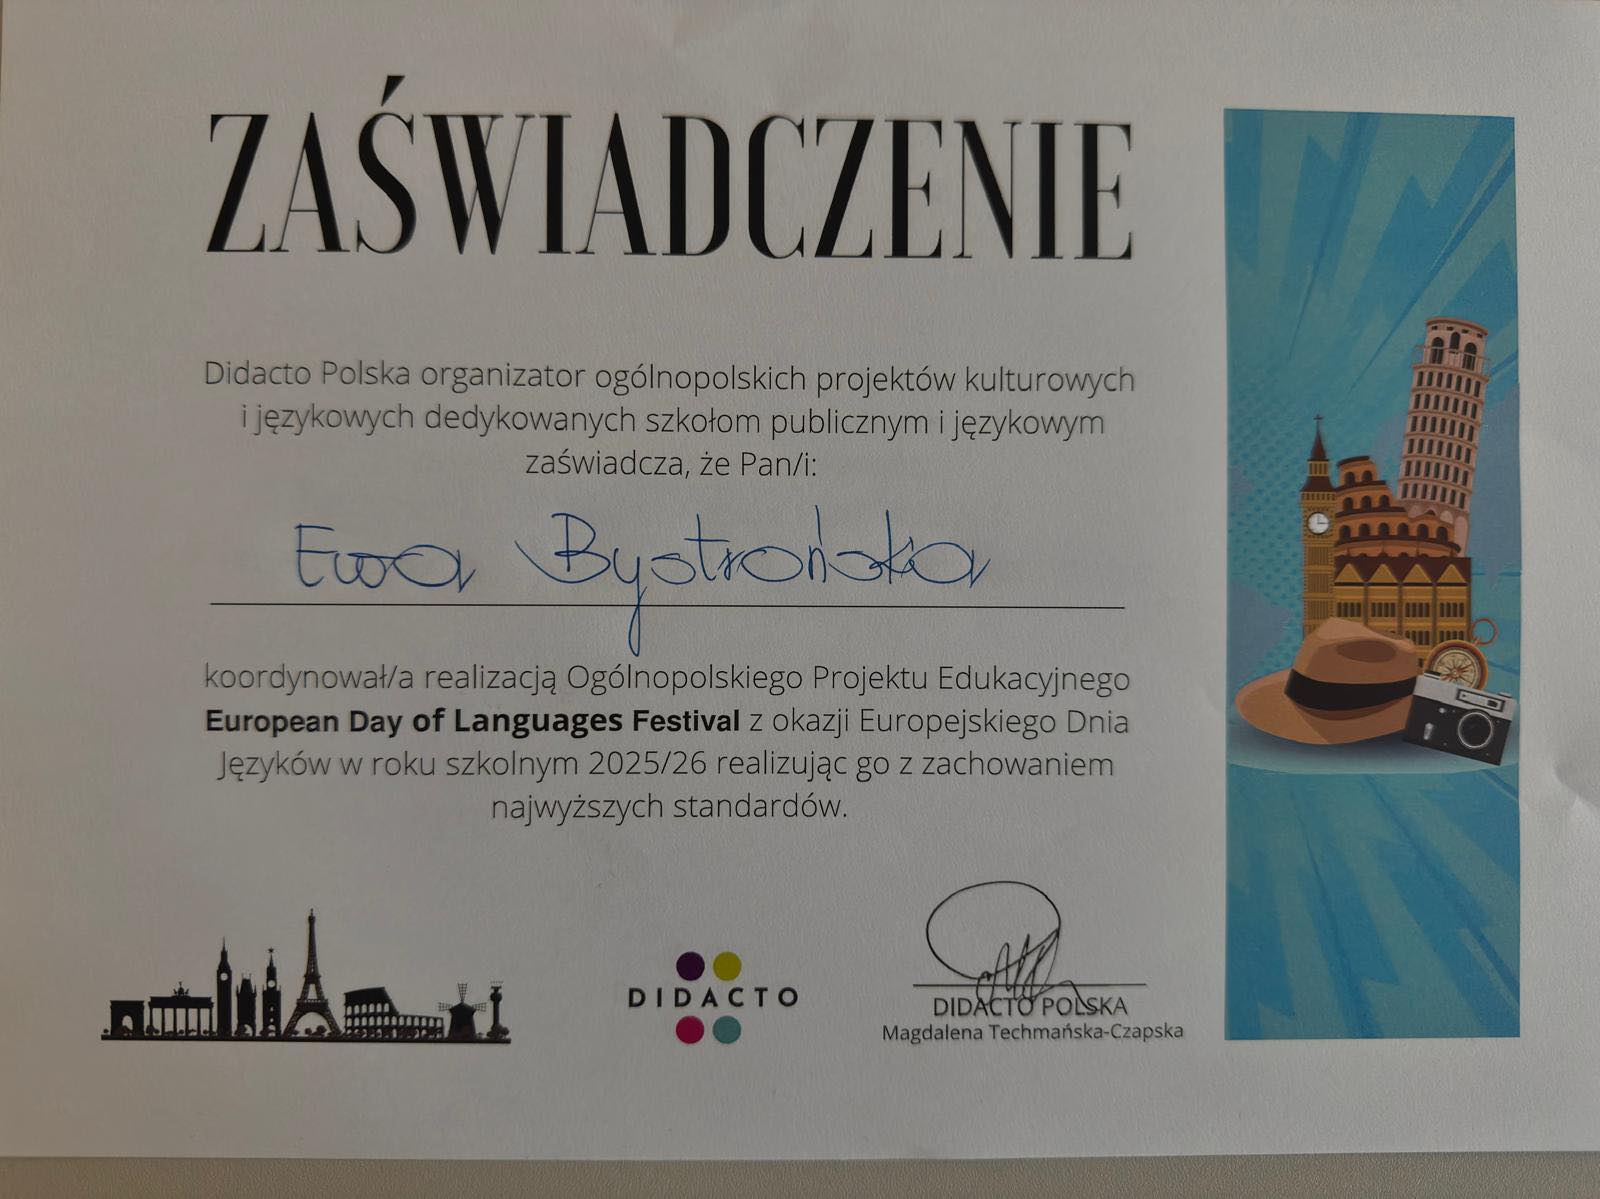 ZAŚWIADCZENIE
Didacto Polska organizator ogólnopolskich projektów kulturowych
i językowych dedykowanych szkołom publicznym i językowym
zaświadcza, że Pan/i:
Ewa Bystrońska
koordynował/a realizacją Ogólnopolskiego Projektu Edukacyjnego
European Day of Languages Festival z okazji Europejskiego Dnia
Języków w roku szkolnym 2025/26 realizując go z zachowaniem
najwyższych standardów.
DIDACTO
DIDACTO POLSKA
Magdalena Techmańska-Czapska